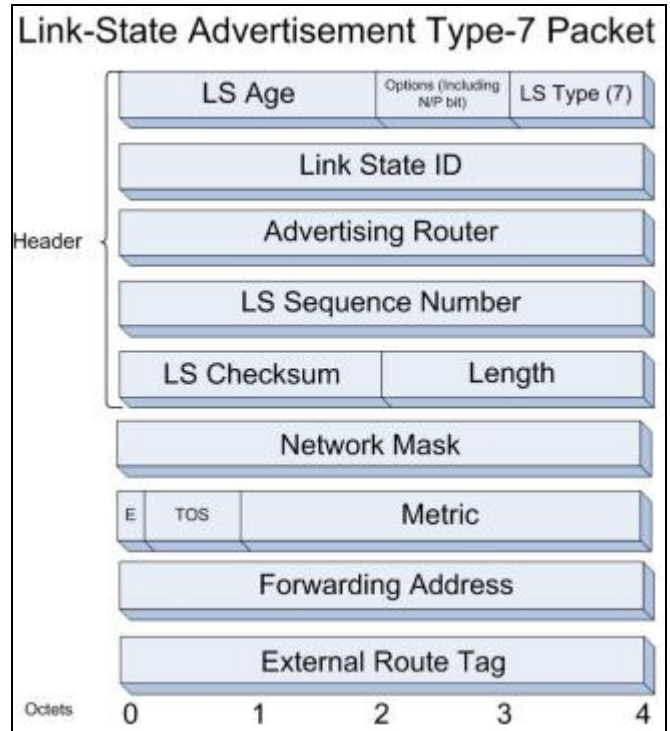 Link-State Advertisement Type-7 Packet
LS Age
Options (Including
N/P bit)
LS Type (7)
Link State ID
Header
Advertising Router
LS Sequence Number
LS Checksum
Length
Network Mask
E
TOS
Metric
Forwarding Address
External Route Tag
Octets 0 1 2 3 4